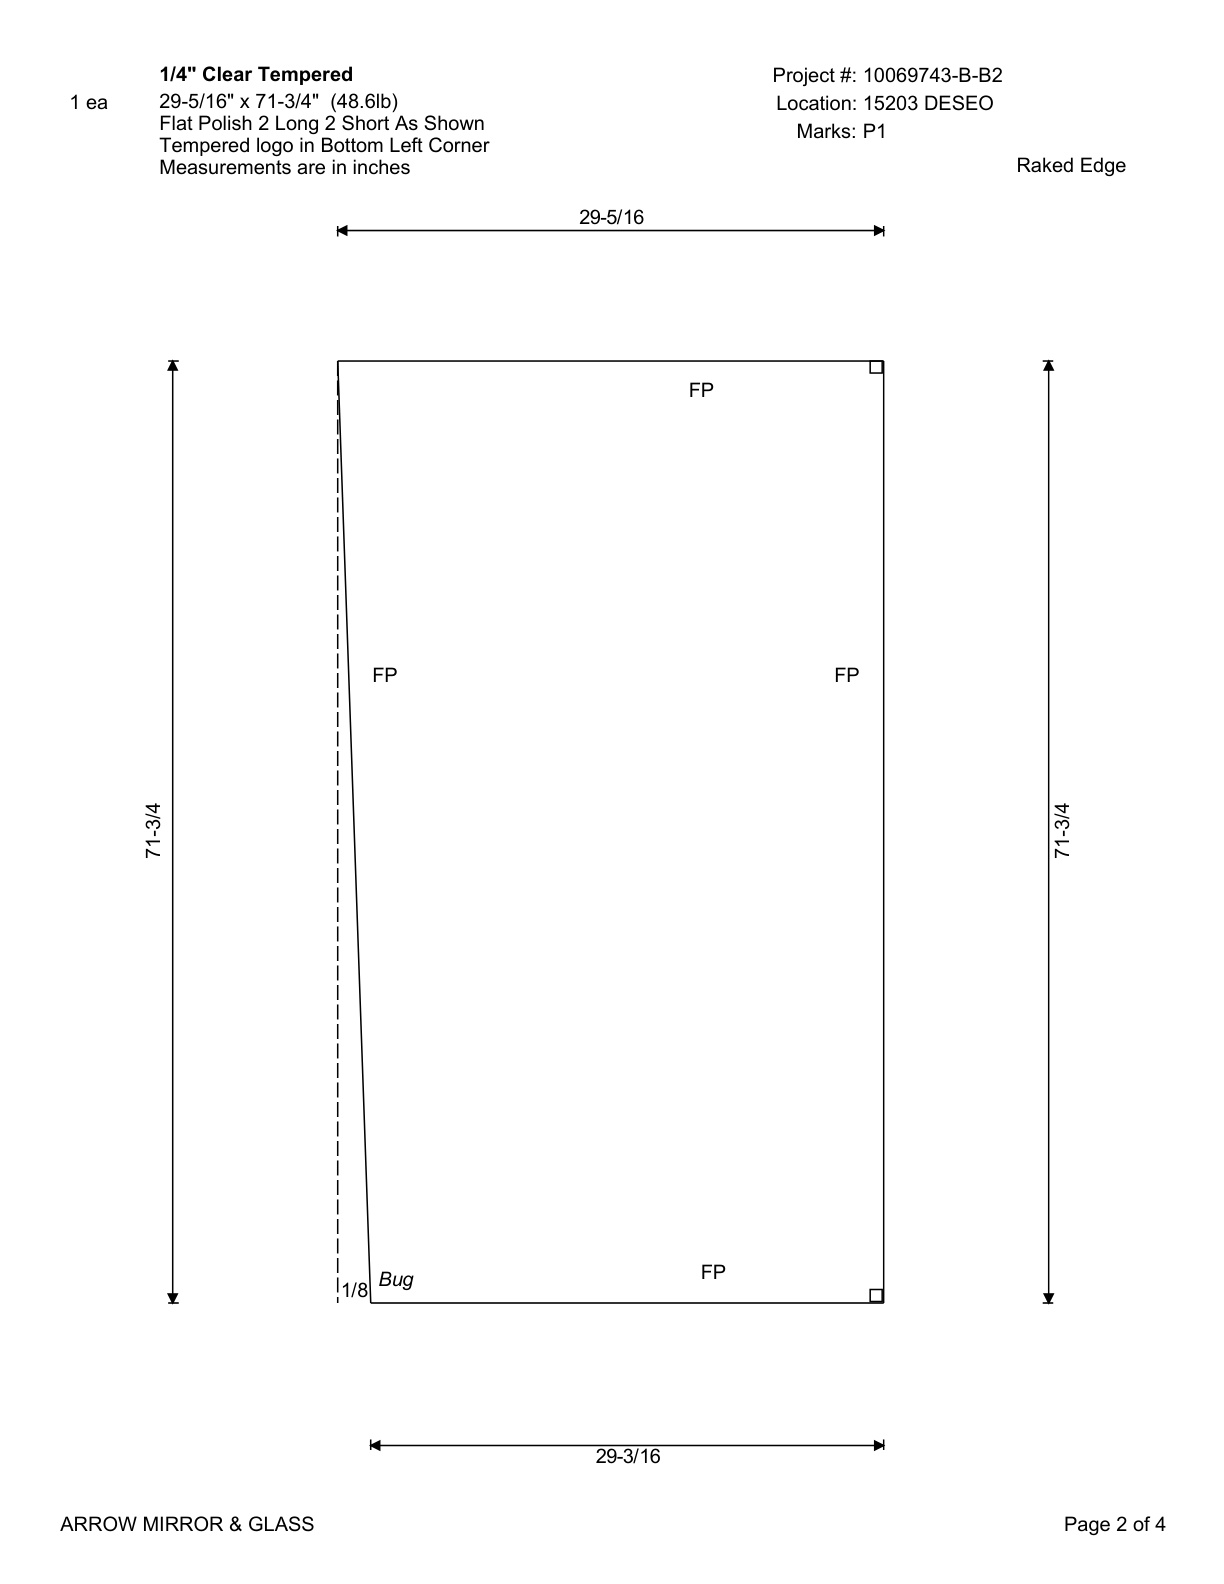 1/4" Clear Tempered
1 ea
29-5/16" x 71-3/4" (48.6lb)
Flat Polish 2 Long 2 Short As Shown
Tempered logo in Bottom Left Corner
Measurements are in inches
Project #: 10069743-B-B2
Location: 15203 DESEO
Marks: P1
Raked Edge
29-5/16
FP
FP
FP
71-3/4
71-3/4
FP
Bug
1/8
29-3/16
ARROW MIRROR & GLASS
Page 2 of 4